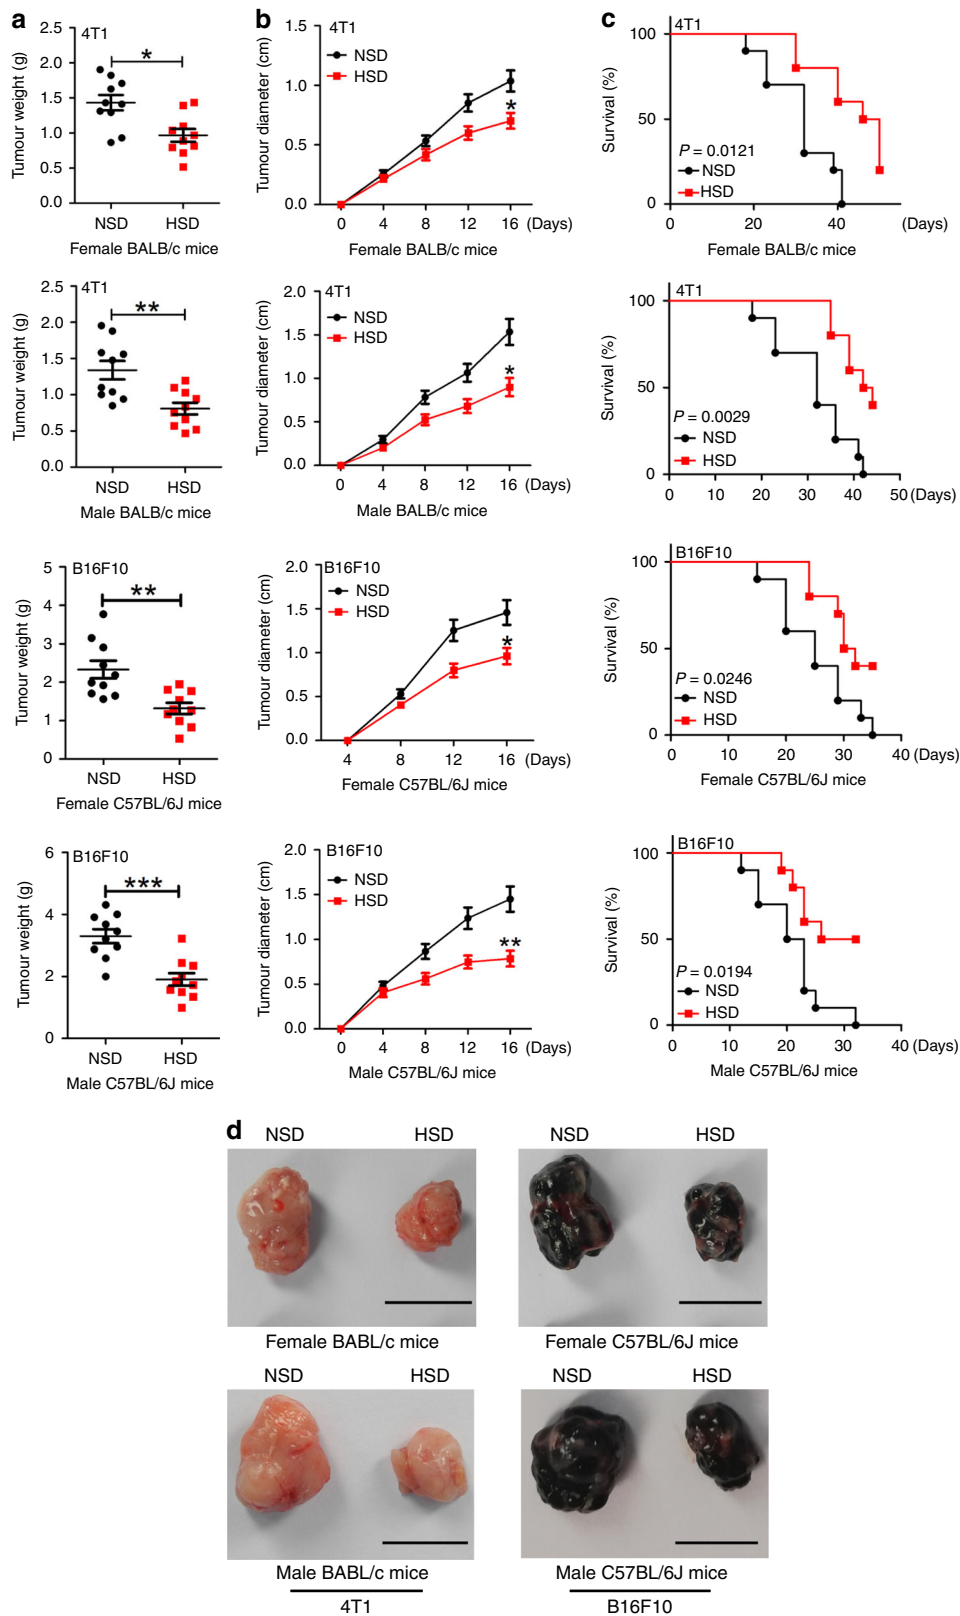 a
4T1
Tumour weight (g)
2.5
2.0
1.5
1.0
0.5
0.0
*
NSD HSD
Female BALB/c mice
4T1
Tumour weight (g)
2.5
2.0
1.5
1.0
0.5
0.0
**
NSD HSD
Male BALB/c mice
B16F10
Tumour weight (g)
5
4
3
2
1
0
**
NSD HSD
Female C57BL/6J mice
B16F10
Tumour weight (g)
6
4
2
0
***
NSD HSD
Male C57BL/6J mice
b
4T1
NSD
HSD
Tumour diameter (cm)
1.5
1.0
0.5
0.0
*
0 4 8 12 16 (Days)
Female BALB/c mice
4T1
NSD
HSD
Tumour diameter (cm)
2.0
1.5
1.0
0.5
0.0
*
0 4 8 12 16 (Days)
Male BALB/c mice
B16F10
NSD
HSD
Tumour diameter (cm)
2.0
1.5
1.0
0.5
0.0
*
4 8 12 16 (Days)
Female C57BL/6J mice
B16F10
NSD
HSD
Tumour diameter (cm)
2.0
1.5
1.0
0.5
0.0
**
0 4 8 12 16 (Days)
Male C57BL/6J mice
c
4T1
Survival (%)
100
50
0
P = 0.0121
NSD
HSD
0 20 40 (Days)
Female BALB/c mice
4T1
Survival (%)
100
50
0
P = 0.0029
NSD
HSD
0 10 20 30 40 50 (Days)
Male BALB/c mice
B16F10
Survival (%)
100
50
0
P = 0.0246
NSD
HSD
0 10 20 30 40 (Days)
Female C57BL/6J mice
B16F10
Survival (%)
100
50
0
P = 0.0194
NSD
HSD
0 10 20 30 40 (Days)
Male C57BL/6J mice
d
NSD HSD
Female BABL/c mice
NSD HSD
Female C57BL/6J mice
NSD HSD
Male BABL/c mice
4T1
NSD HSD
Male C57BL/6J mice
B16F10